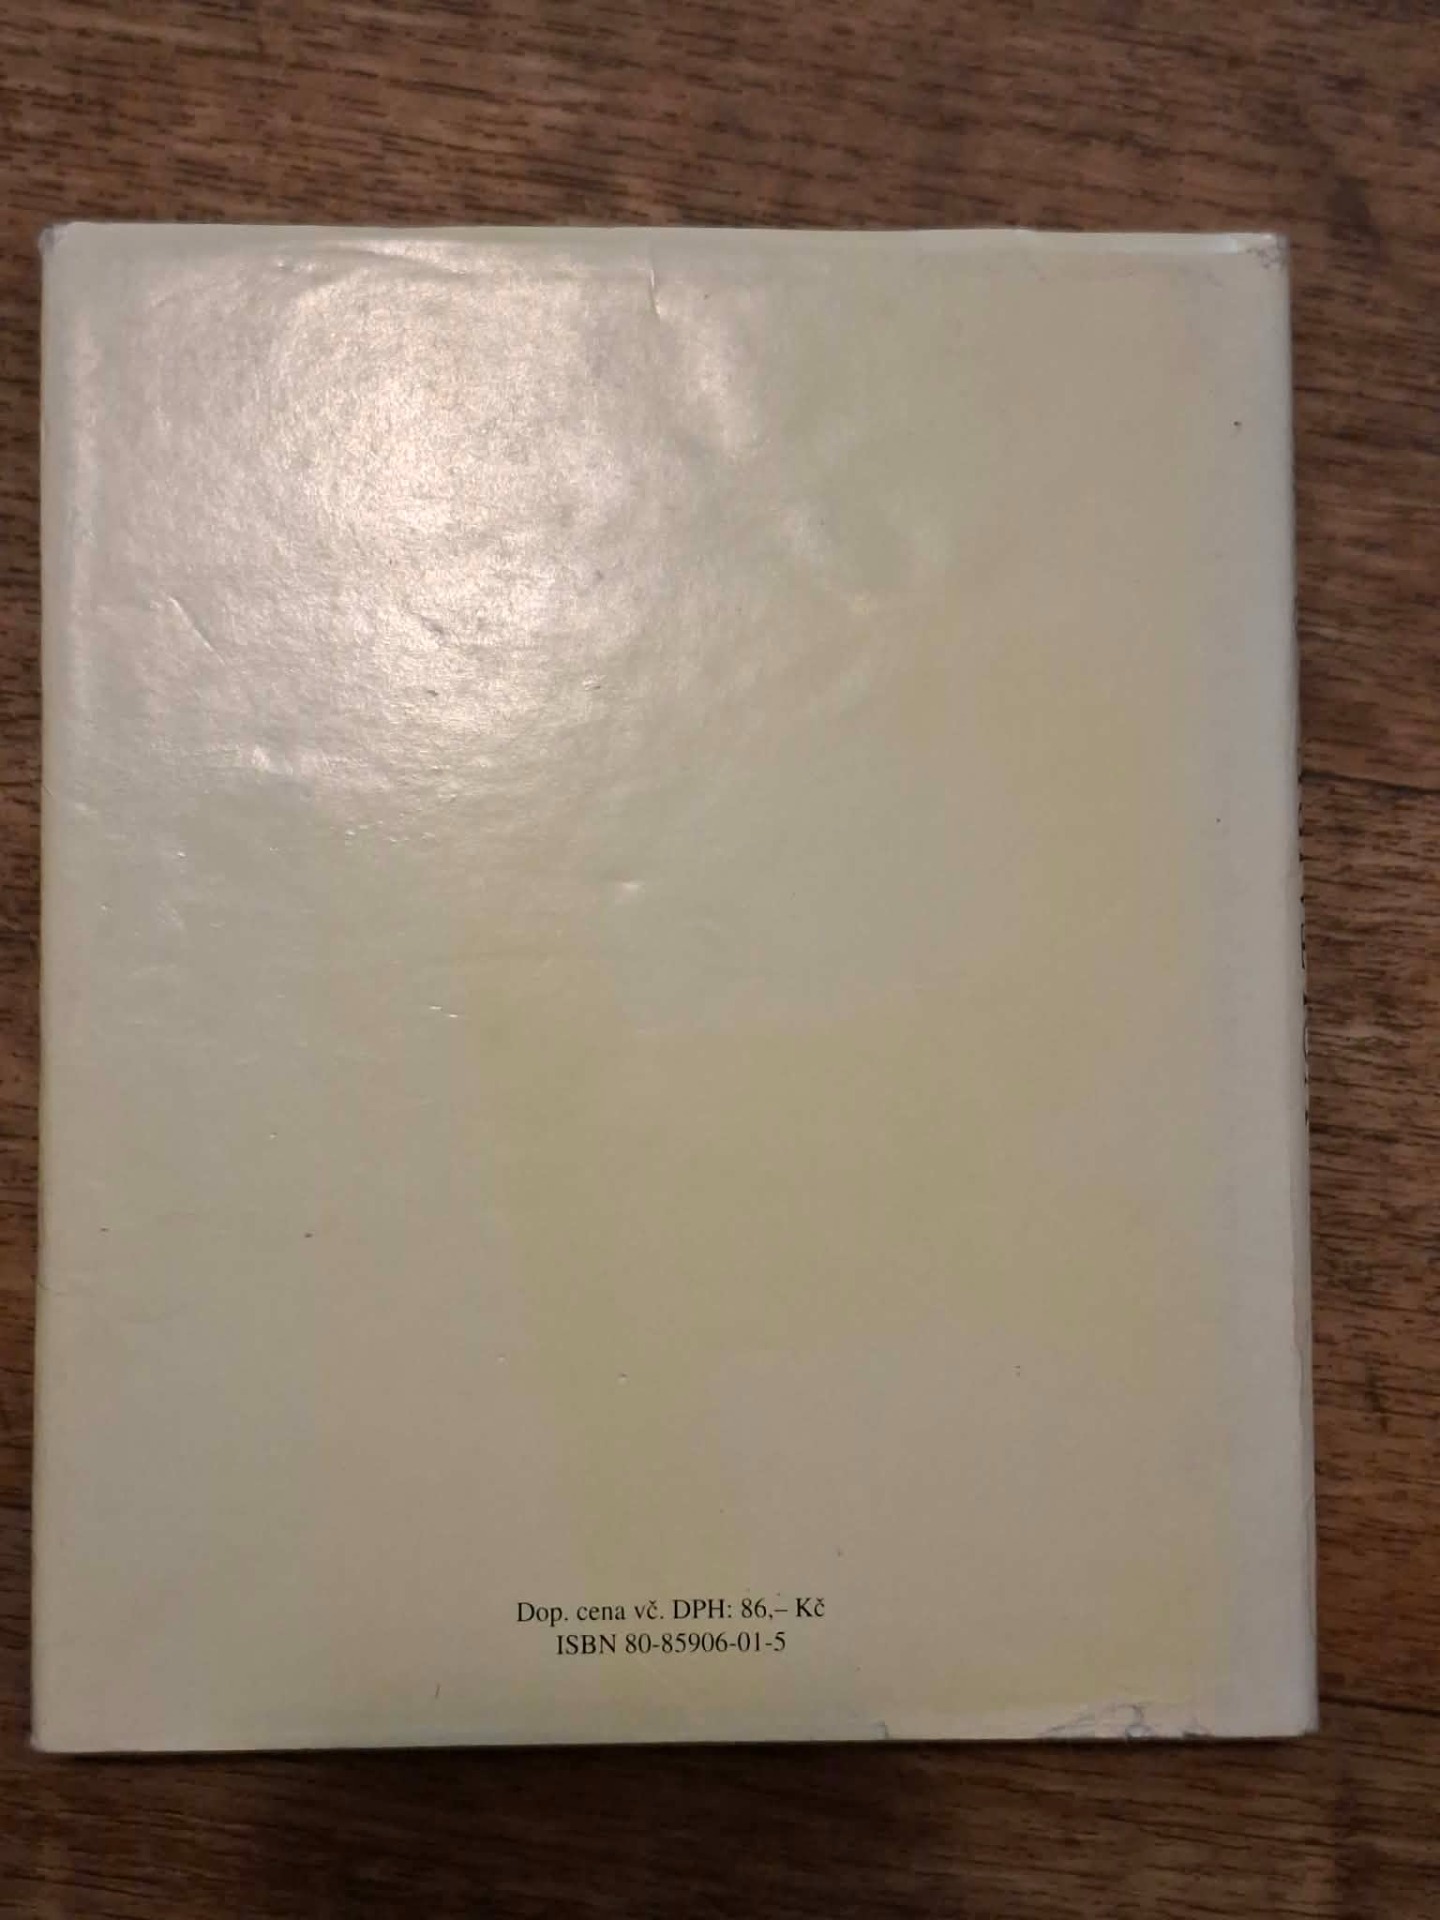 Dop. cena vč. DPH: 86,– Kč
ISBN 80-85906-01-5